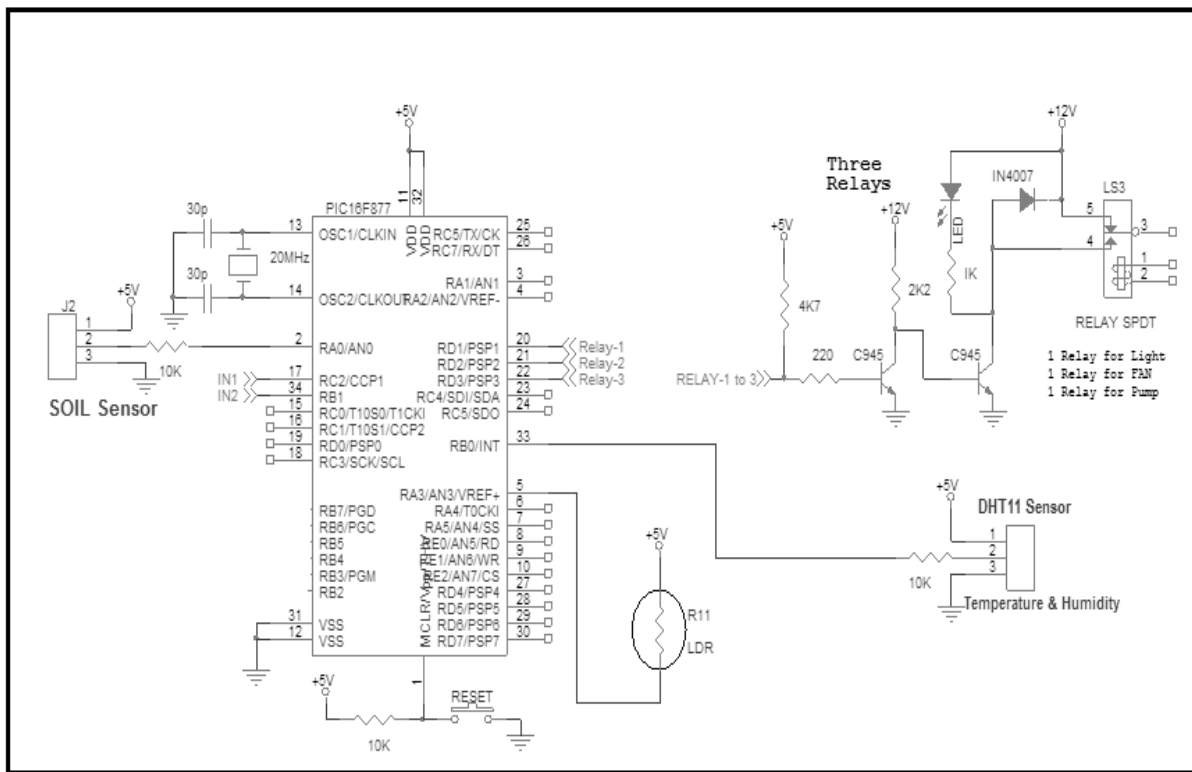 +5V
+12V
Three
Relays
IN4007
LS3
+12V
LED
5
3
4
1
2
1K
RELAY SPDT
1 Relay for Light
1 Relay for FAN
1 Relay for Pump
+5V
4K7
2K2
220
C945
C945
RELAY-1 to 3
PIC16F877
11
32
VDD
VDD
30p
30p
20MHz
13
OSC1/CLKIN
14
OSC2/CLKOUT
J2
+5V
1
2
3
10K
SOIL Sensor
2
RA0/AN0
IN1
17
RC2/CCP1
IN2
34
RB1
15
RC0/T10S0/T1CKI
16
RC1/T10S1/CCP2
19
RD0/PSP0
18
RC3/SCK/SCL
RB7/PGD
RB6/PGC
RB5
RB4
RB3/PGM
RB2
31
VSS
12
VSS
RC5/TX/CK
25
RC7/RX/DT
26
RA1/AN1
3
RA2/AN2/VREF-
4
RD1/PSP1
20
Relay-1
RD2/PSP2
21
Relay-2
RD3/PSP3
22
Relay-3
RC4/SDI/SDA
23
RC5/SDO
24
RB0/INT
33
RA3/AN3/VREF+
5
RA4/T0CKI
6
RA5/AN4/SS
7
RE0/AN5/RD
8
RE1/AN6/WR
9
RE2/AN7/CS
10
RD4/PSP4
27
RD5/PSP5
28
RD6/PSP6
29
RD7/PSP7
30
1
+5V
10K
RESET
+5V
R11
LDR
+5V
DHT11 Sensor
1
2
3
10K
Temperature & Humidity